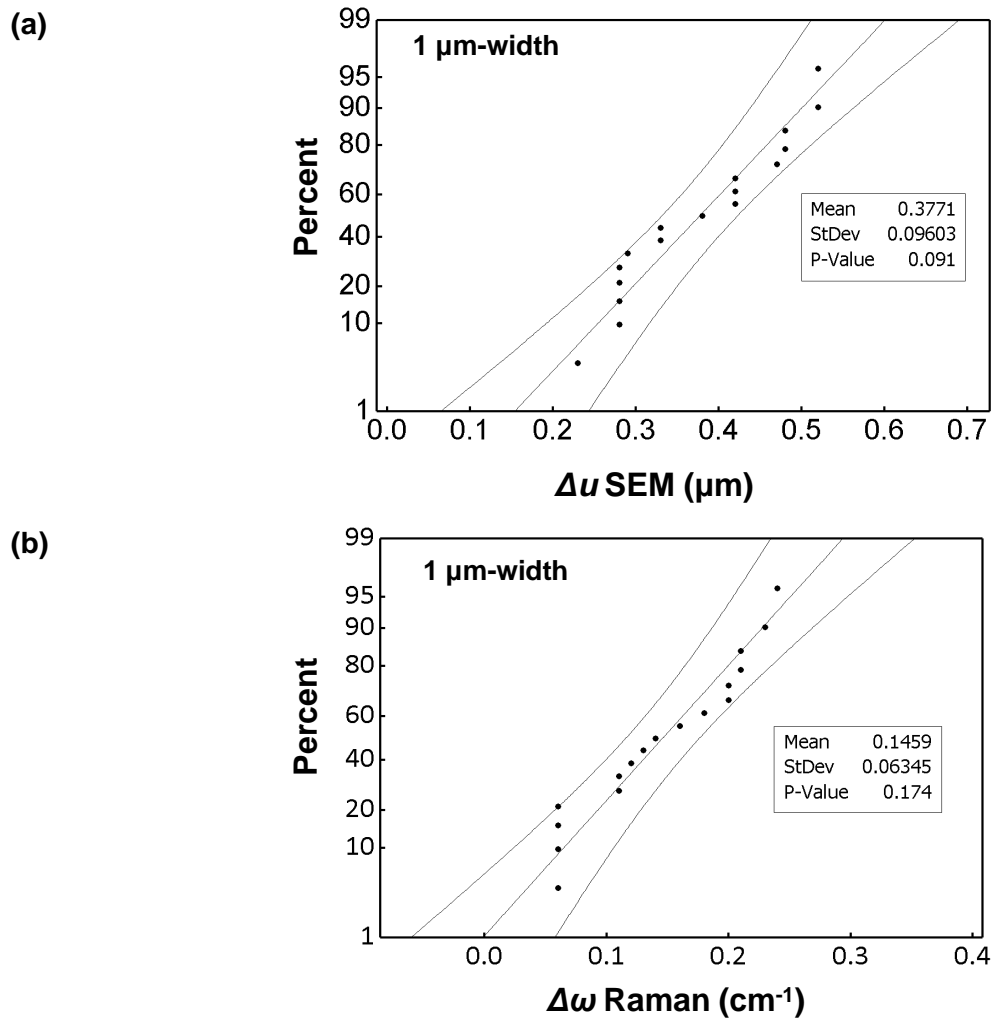 (a)
1 µm-width
Percent
99
95
90
80
60
40
20
10
1
Mean 0.3771
StDev 0.09603
P-Value 0.091
0.0 0.1 0.2 0.3 0.4 0.5 0.6 0.7
Δu SEM (µm)
(b)
1 µm-width
Percent
99
95
90
80
60
40
20
10
1
Mean 0.1459
StDev 0.06345
P-Value 0.174
0.0 0.1 0.2 0.3 0.4
Δω Raman (cm⁻¹)